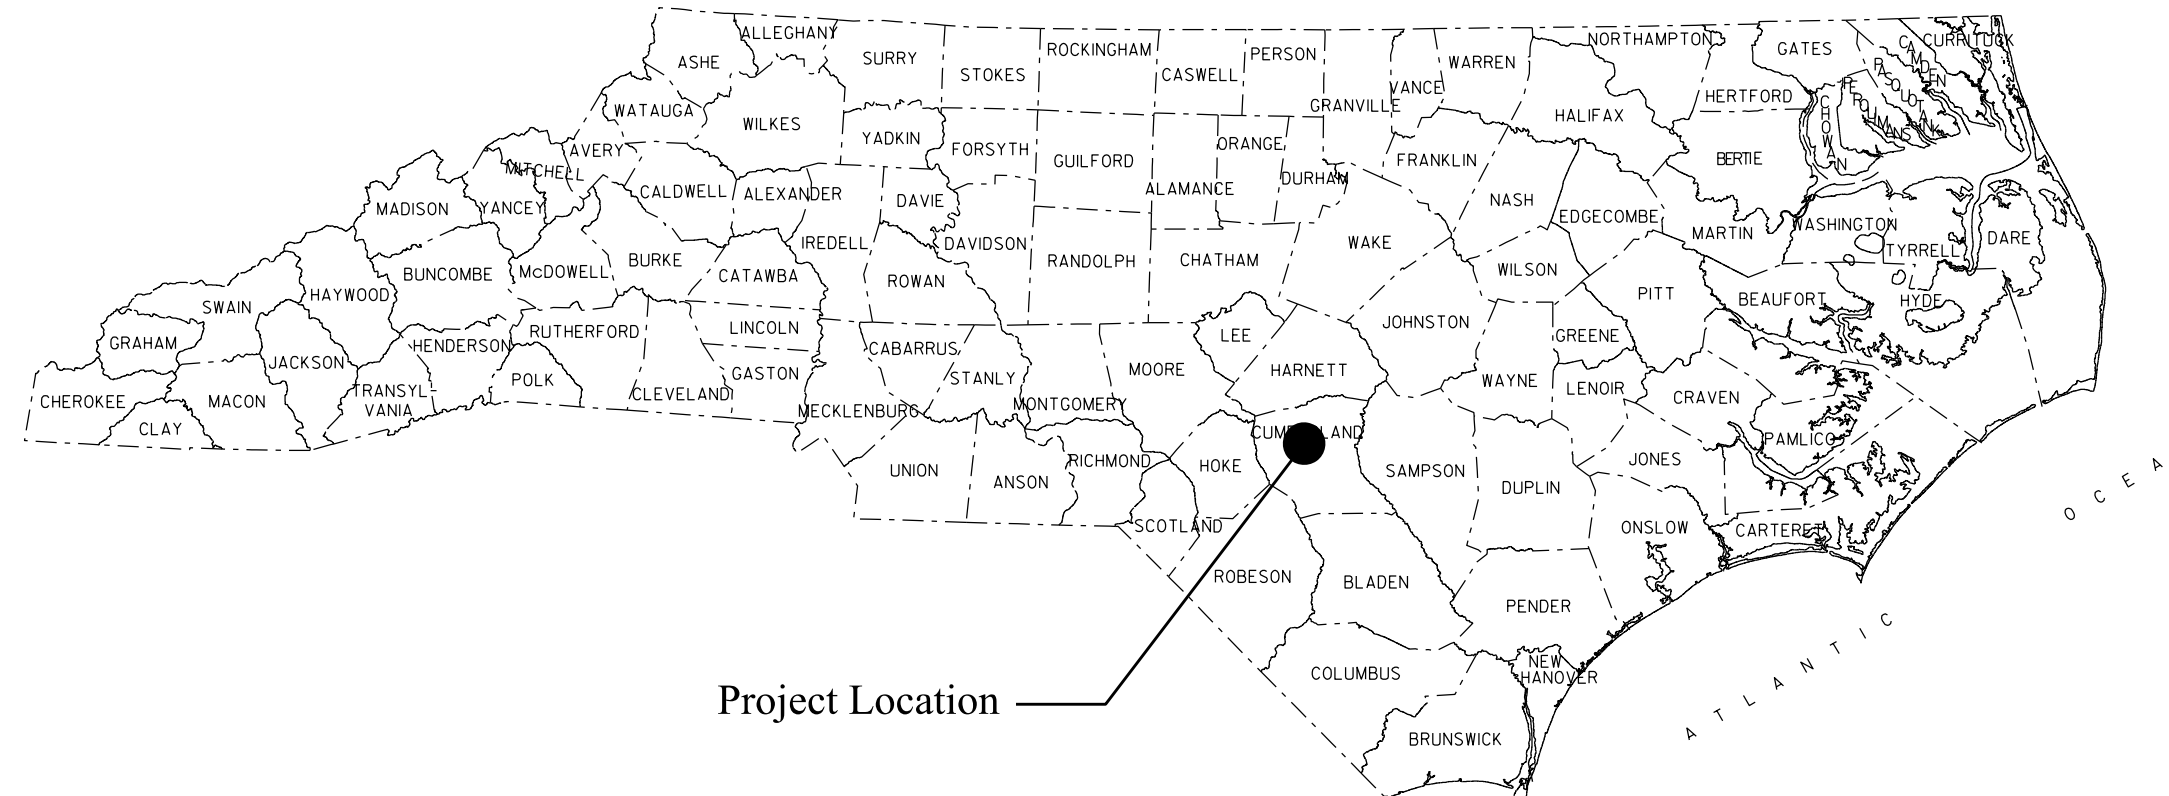 ALLEGHANY
ASHE
SURRY
STOKES
ROCKINGHAM
CASWELL
PERSON
GRANVILLE
VANCE
WARREN
NORTHAMPTON
GATES
CAMDEN
CURRITUCK
PASQUOTANK
PERQUIMANS
CHOWAN
HERTFORD
HALIFAX
WATAUGA
WILKES
YADKIN
FORSYTH
GUILFORD
ALAMANCE
ORANGE
DURHAM
FRANKLIN
BERTIE
AVERY
MITCHELL
CALDWELL
ALEXANDER
DAVIE
MADISON
YANCEY
IREDELL
DAVIDSON
RANDOLPH
CHATHAM
WAKE
NASH
EDGECOMBE
MARTIN
WASHINGTON
TYRRELL
DARE
BUNCOMBE
McDOWELL
BURKE
CATAWBA
ROWAN
WILSON
PITT
BEAUFORT
HYDE
SWAIN
HAYWOOD
GRAHAM
JACKSON
HENDERSON
RUTHERFORD
LINCOLN
CABARRUS
GASTON
STANLY
MOORE
LEE
HARNETT
JOHNSTON
GREENE
WAYNE
LENOIR
CRAVEN
PAMLICO
CHEROKEE
CLAY
MACON
TRANSYL-
VANIA
POLK
CLEVELAND
MECKLENBURG
MONTGOMERY
UNION
ANSON
RICHMOND
HOKE
SCOTLAND
SAMPSON
DUPLIN
JONES
ONSLOW
CARTERET
ROBESON
BLADEN
PENDER
COLUMBUS
NEW
HANOVER
BRUNSWICK
Project Location
ATLANTIC
OCEA